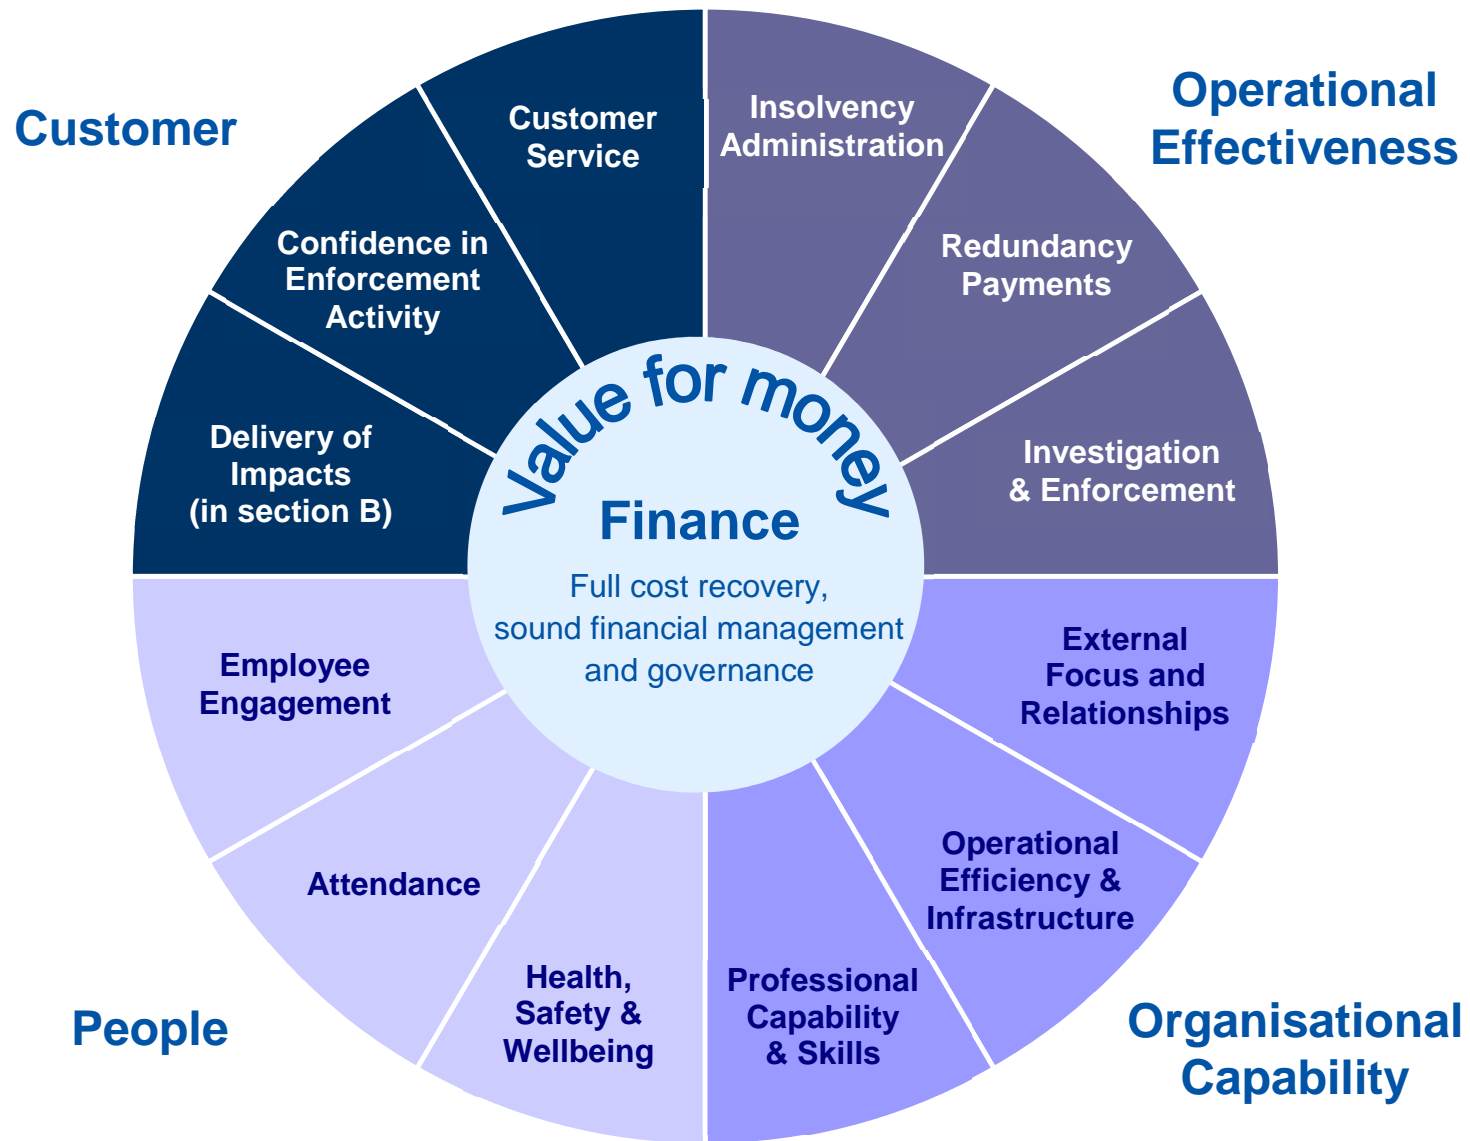 Customer
Operational
Effectiveness
Customer
Service
Insolvency
Administration
Confidence in
Enforcement
Activity
Redundancy
Payments
Delivery of
Impacts
(in section B)
Investigation
& Enforcement
Value for money
Finance
Full cost recovery,
sound financial management
and governance
Employee
Engagement
External
Focus and
Relationships
Attendance
Operational
Efficiency &
Infrastructure
Health,
Safety &
Wellbeing
Professional
Capability
& Skills
People
Organisational
Capability